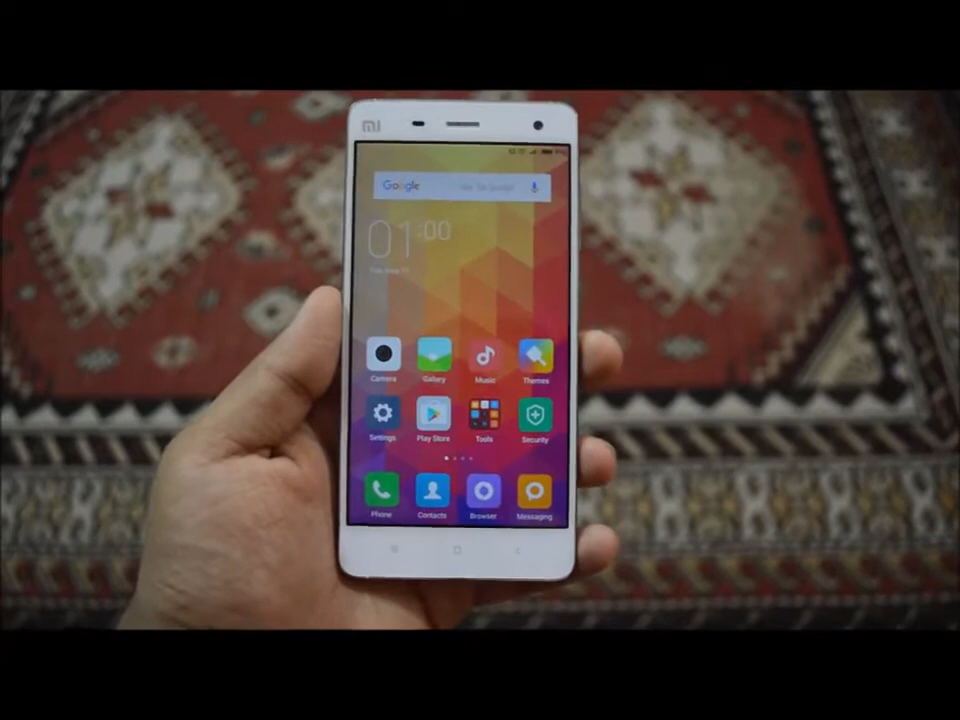 mi
Google
01:00
Camera Gallery Music Themes
Settings Play Store Tools Security
Phone Contacts Browser Messaging